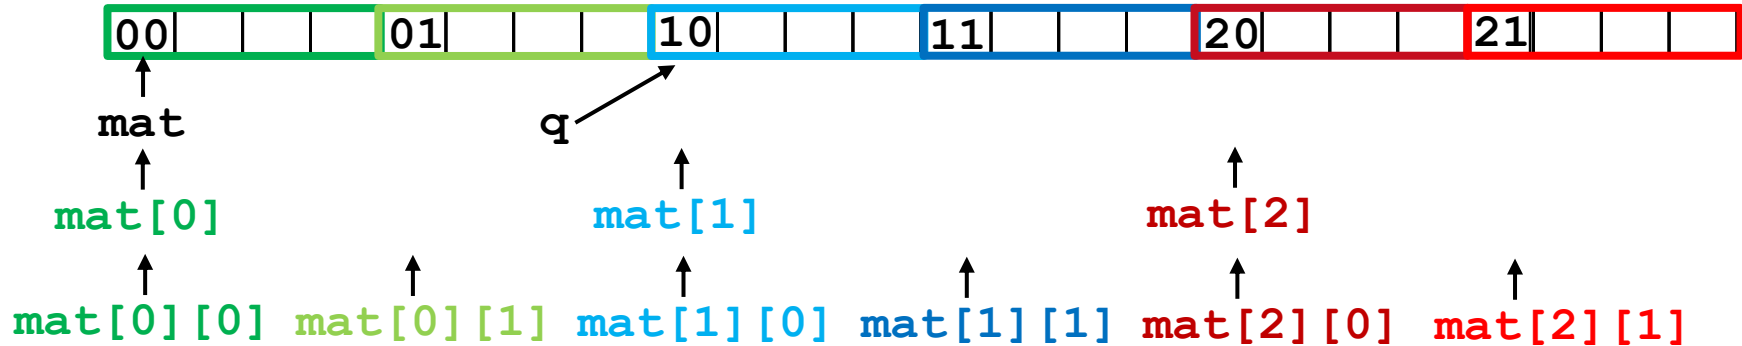 00 01 10 11 20 21
mat q
mat[0] mat[1] mat[2]
mat[0][0] mat[0][1] mat[1][0] mat[1][1] mat[2][0] mat[2][1]